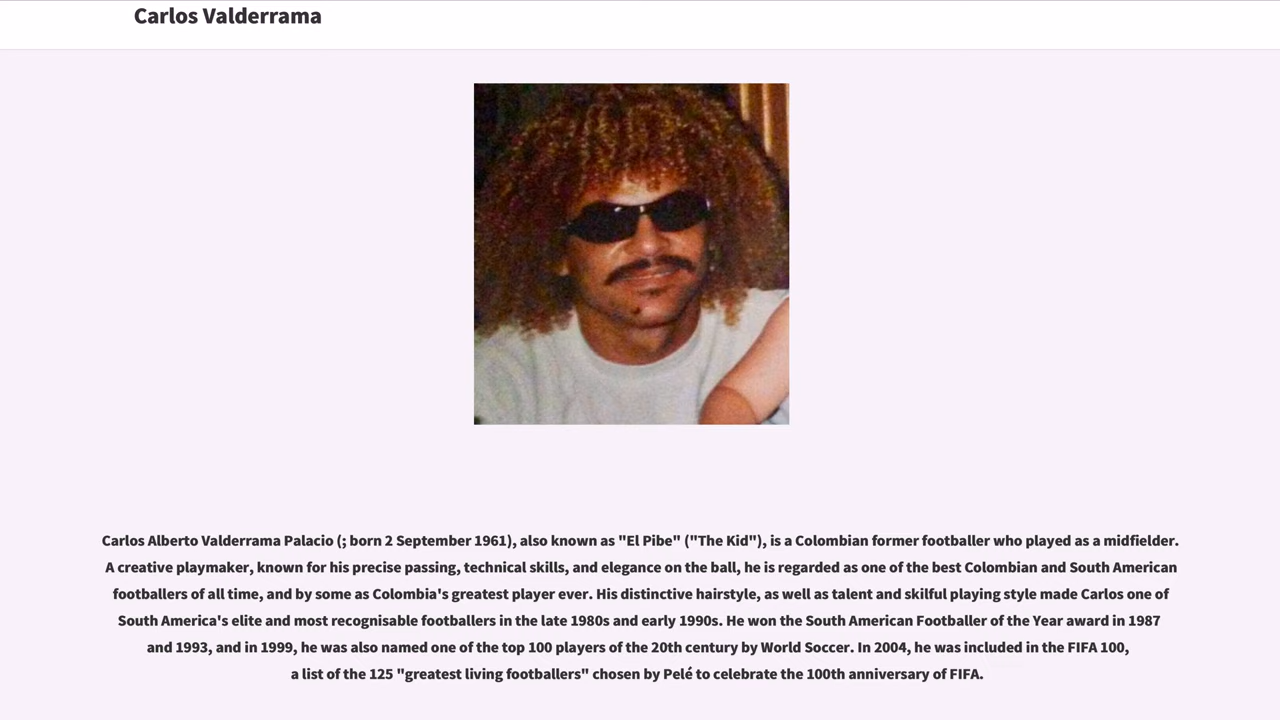 Carlos Valderrama
Carlos Alberto Valderrama Palacio (; born 2 September 1961), also known as "El Pibe" ("The Kid"), is a Colombian former footballer who played as a midfielder.
A creative playmaker, known for his precise passing, technical skills, and elegance on the ball, he is regarded as one of the best Colombian and South American
footballers of all time, and by some as Colombia's greatest player ever. His distinctive hairstyle, as well as talent and skilful playing style made Carlos one of
South America's elite and most recognisable footballers in the late 1980s and early 1990s. He won the South American Footballer of the Year award in 1987
and 1993, and in 1999, he was also named one of the top 100 players of the 20th century by World Soccer. In 2004, he was included in the FIFA 100,
a list of the 125 "greatest living footballers" chosen by Pelé to celebrate the 100th anniversary of FIFA.